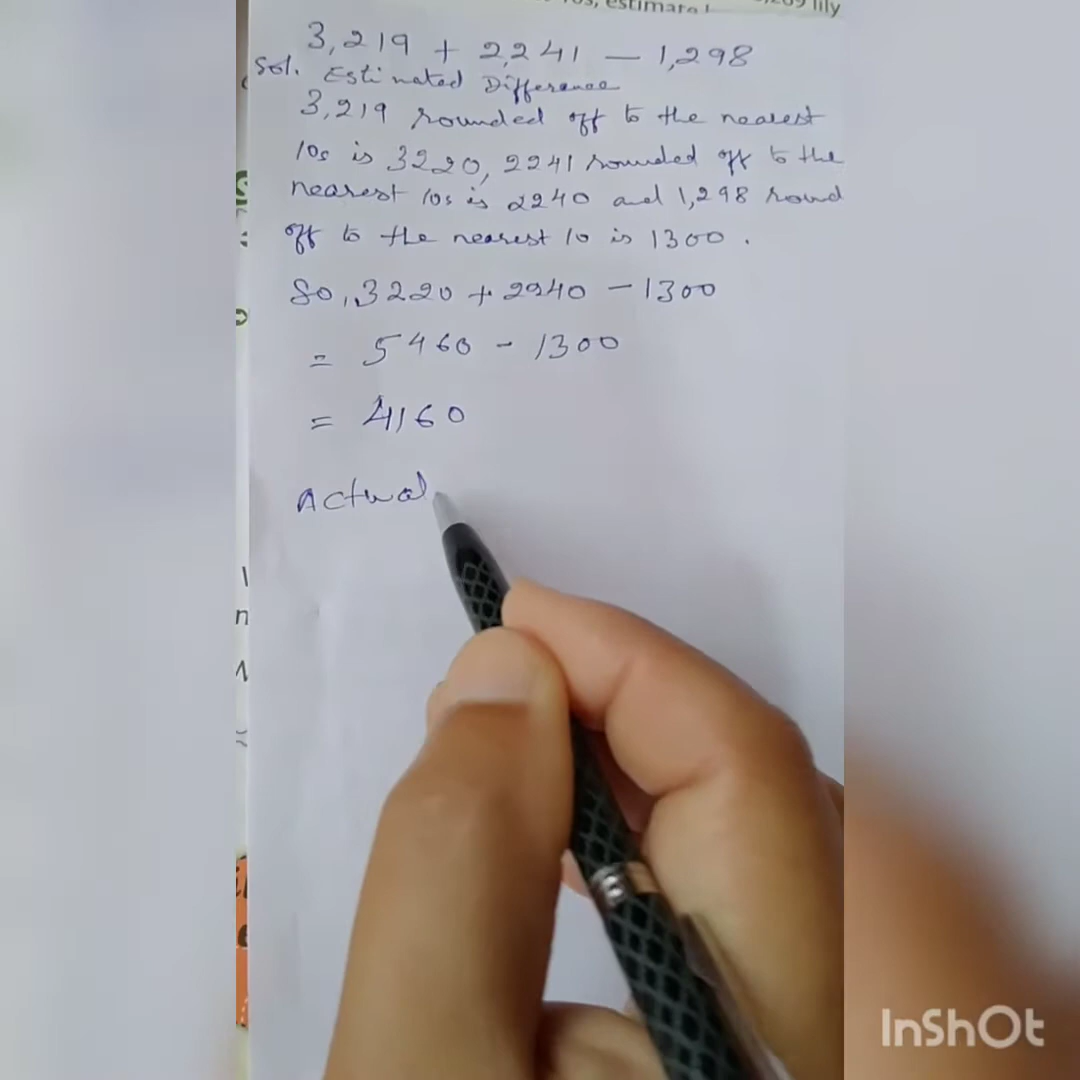 , estimate
lily
3,219 + 2,241 — 1,298
Sol. Estimated Difference
3,219 rounded off to the nearest
10s is 3220, 2241 rounded off to the
nearest 10s is 2240 and 1,298 round
off to the nearest 10 is 1300.
So, 3220 + 2240 - 1300
= 5460 - 1300
= 4160
Actual
InShOt